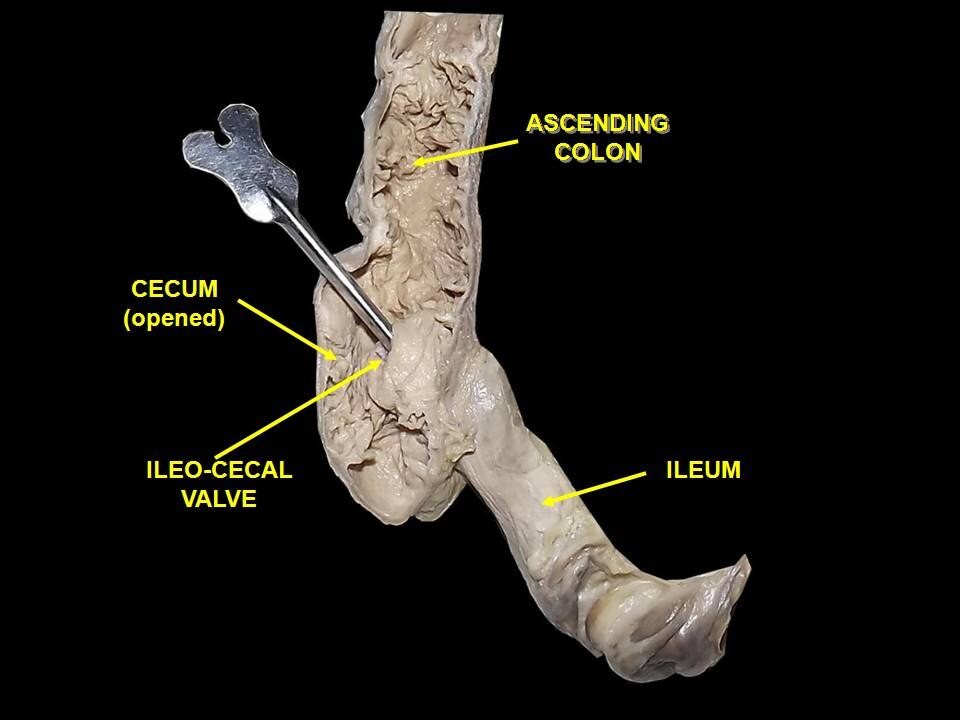 ASCENDING
COLON
CECUM
(opened)
ILEO-CECAL
VALVE
ILEUM